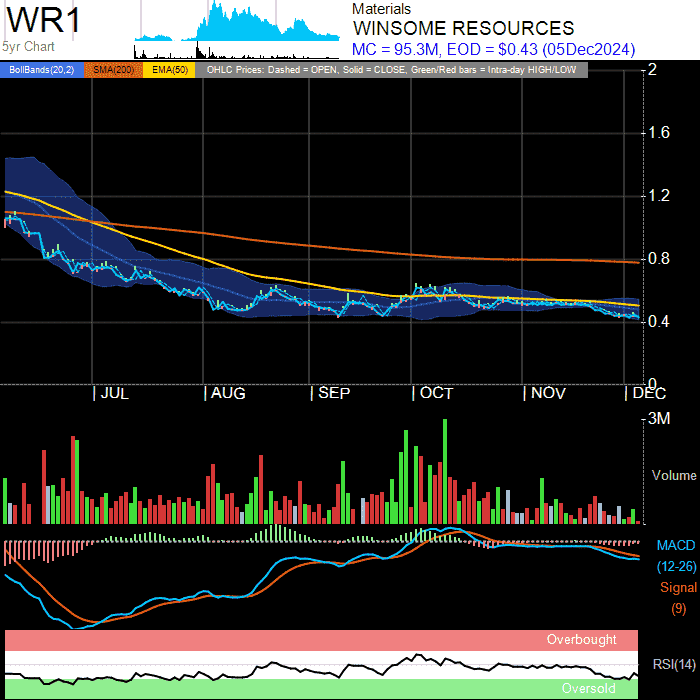 WR1
5yr Chart
Materials
WINSOME RESOURCES
MC = 95.3M, EOD = $0.43 (05Dec2024)
BollBands(20,2) SMA(200) EMA(50) OHLC Prices: Dashed = OPEN, Solid = CLOSE, Green/Red bars = Intra-day HIGH/LOW
2
1.6
1.2
0.8
0.4
0
JUL AUG SEP OCT NOV DEC
3M
Volume
MACD
(12-26)
Signal
(9)
Overbought
RSI(14)
Oversold